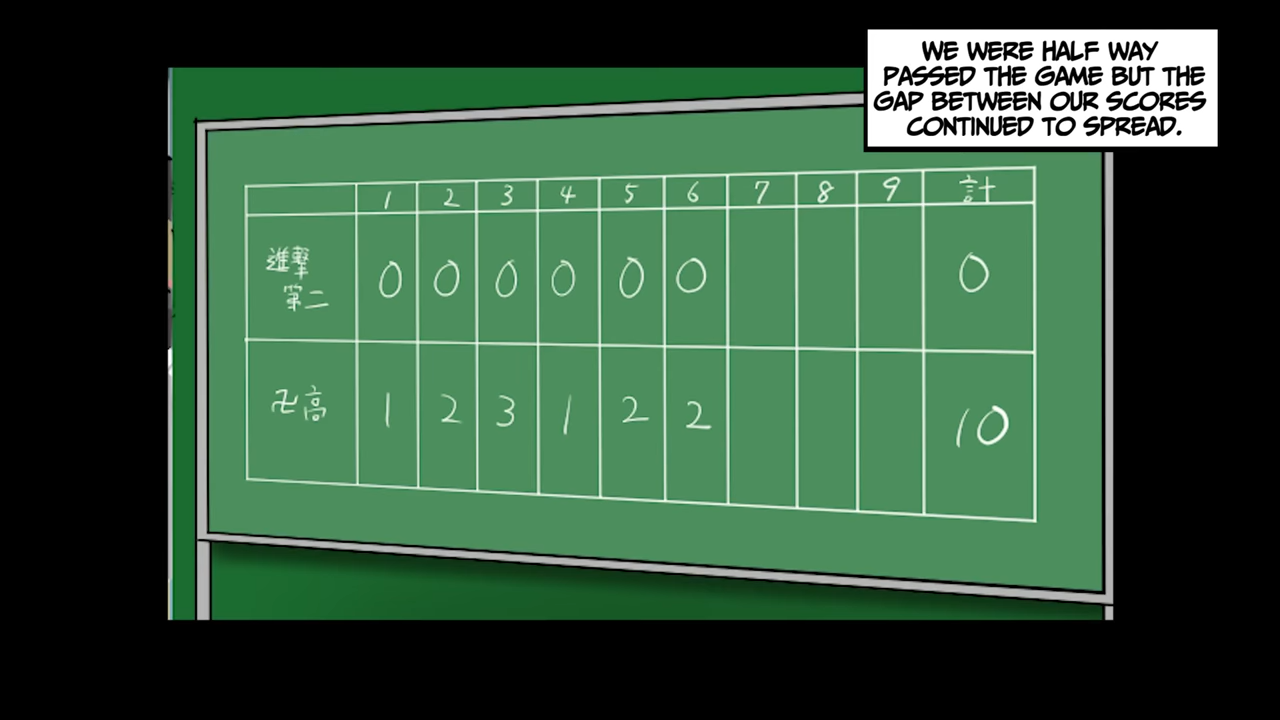 WE WERE HALF WAY
PASSED THE GAME BUT THE
GAP BETWEEN OUR SCORES
CONTINUED TO SPREAD.
1 2 3 4 5 6 7 8 9 計
進撃
第二
0 0 0 0 0 0 0
卍高 1 2 3 1 2 2 10